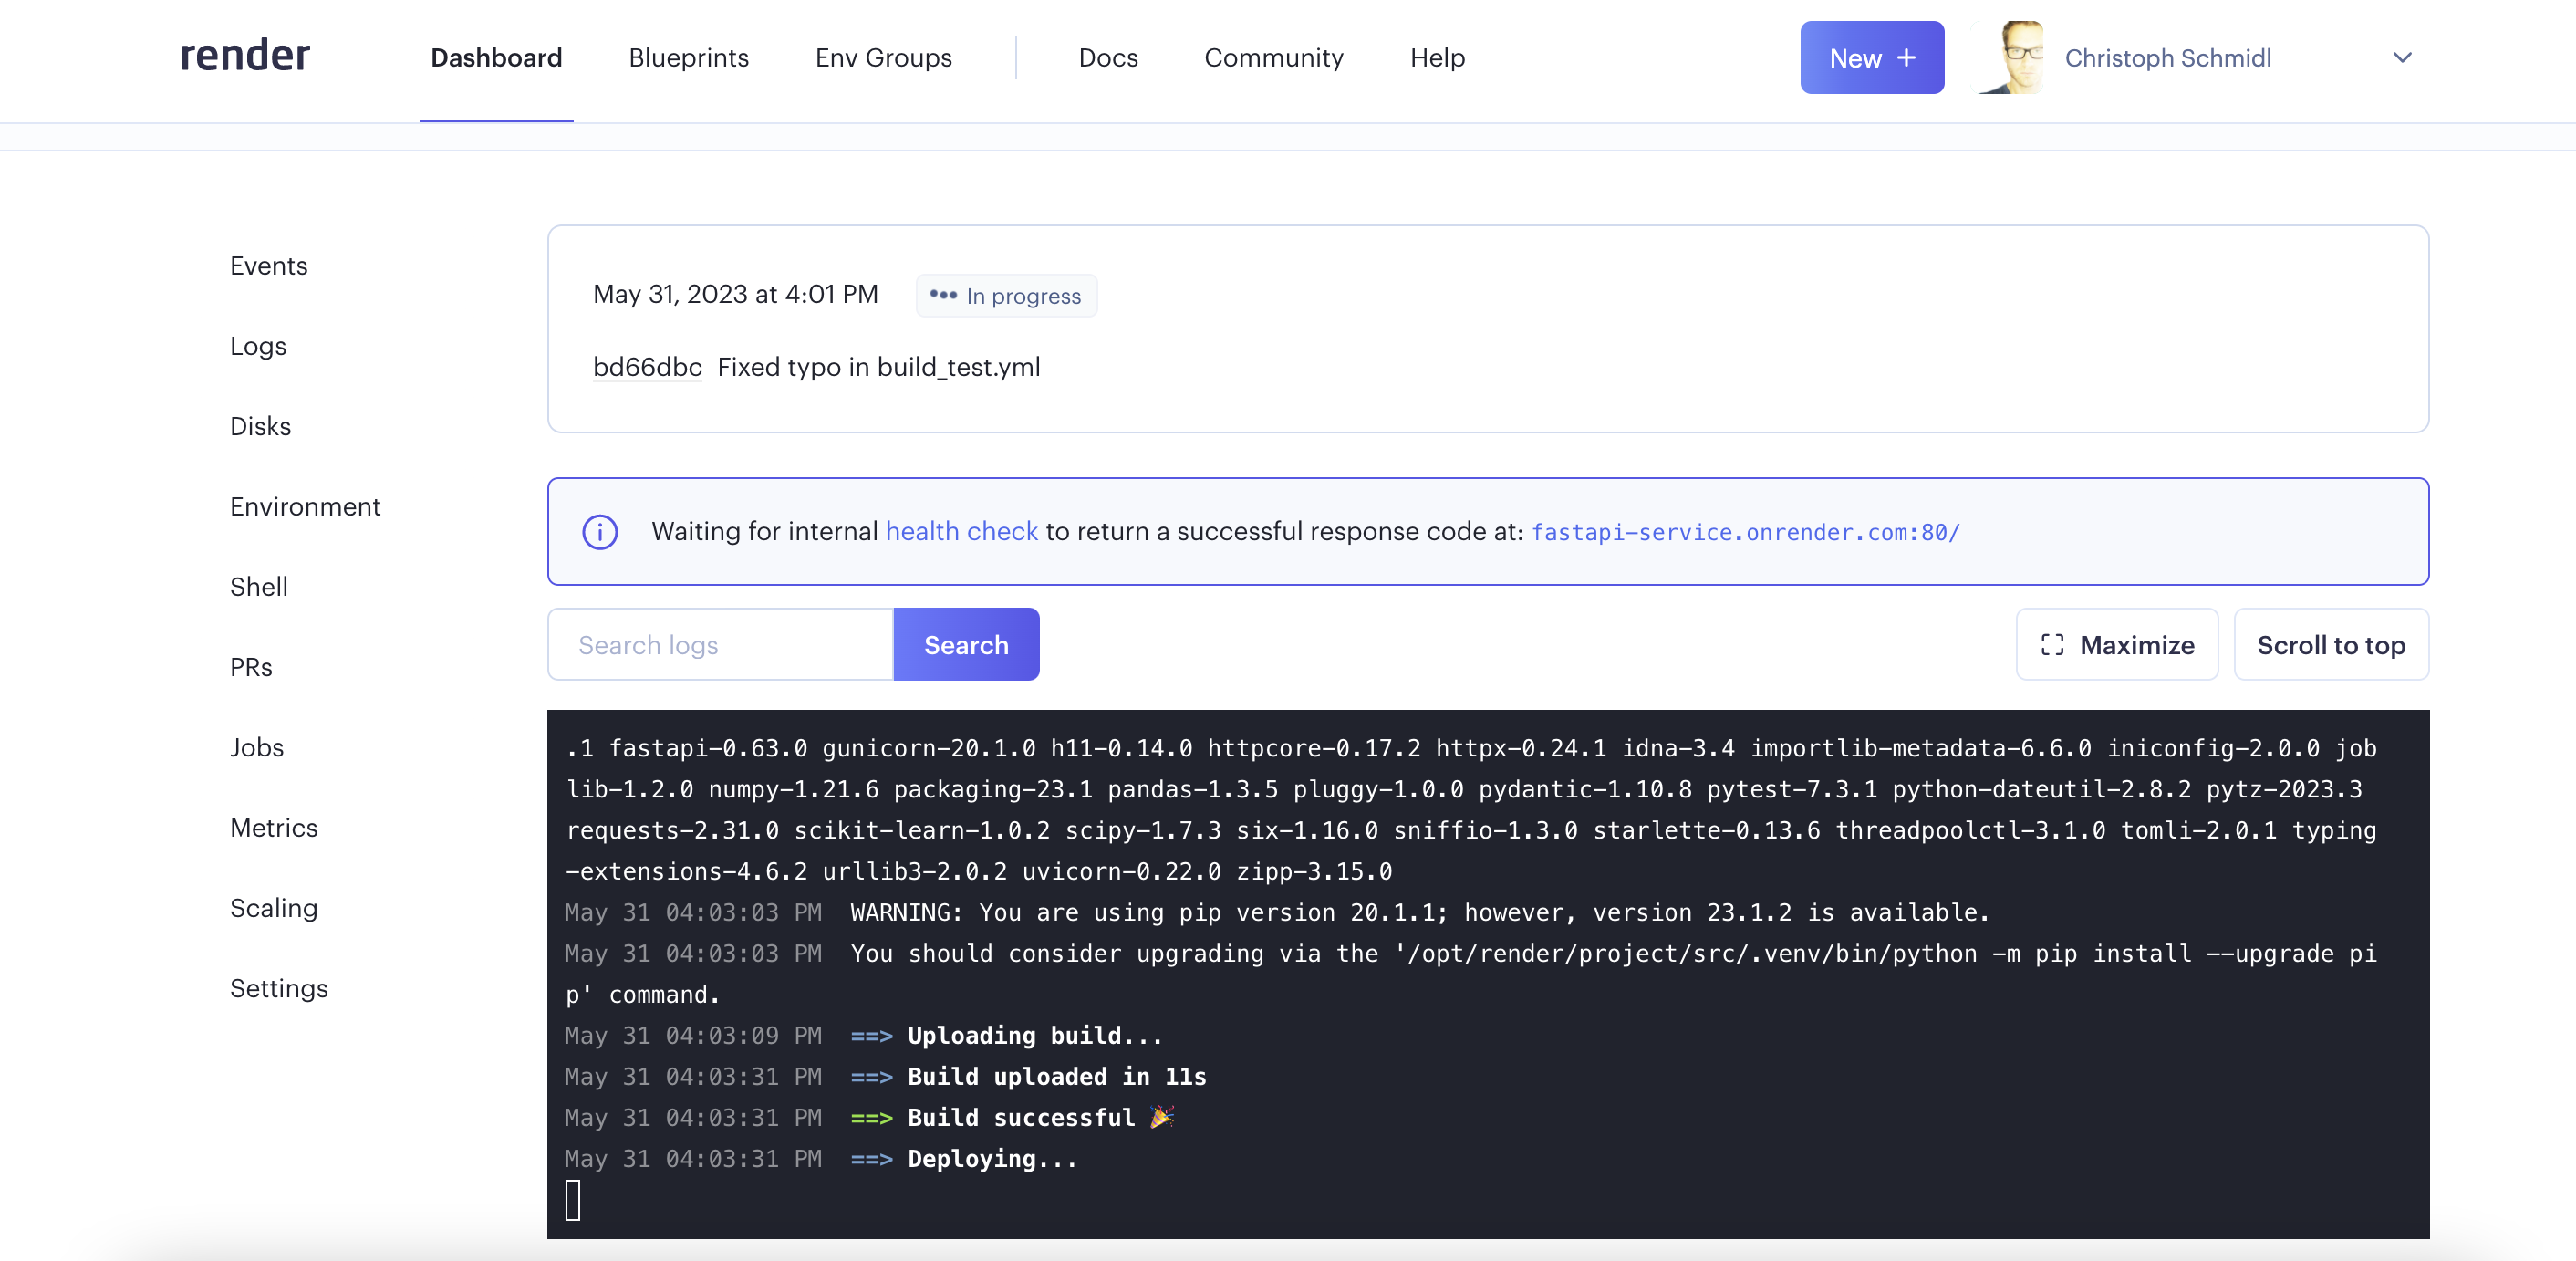 render
Dashboard
Blueprints
Env Groups
Docs
Community
Help
New +
Christoph Schmidl
Events
Logs
Disks
Environment
Shell
PRs
Jobs
Metrics
Scaling
Settings
May 31, 2023 at 4:01 PM
••• In progress
bd66dbc Fixed typo in build_test.yml
Waiting for internal health check to return a successful response code at: fastapi-service.onrender.com:80/
Search logs
Search
Maximize
Scroll to top
.1 fastapi-0.63.0 gunicorn-20.1.0 h11-0.14.0 httpcore-0.17.2 httpx-0.24.1 idna-3.4 importlib-metadata-6.6.0 iniconfig-2.0.0 job
lib-1.2.0 numpy-1.21.6 packaging-23.1 pandas-1.3.5 pluggy-1.0.0 pydantic-1.10.8 pytest-7.3.1 python-dateutil-2.8.2 pytz-2023.3
requests-2.31.0 scikit-learn-1.0.2 scipy-1.7.3 six-1.16.0 sniffio-1.3.0 starlette-0.13.6 threadpoolctl-3.1.0 tomli-2.0.1 typing
-extensions-4.6.2 urllib3-2.0.2 uvicorn-0.22.0 zipp-3.15.0
May 31 04:03:03 PM WARNING: You are using pip version 20.1.1; however, version 23.1.2 is available.
May 31 04:03:03 PM You should consider upgrading via the '/opt/render/project/src/.venv/bin/python -m pip install --upgrade pi
p' command.
May 31 04:03:09 PM ==> Uploading build...
May 31 04:03:31 PM ==> Build uploaded in 11s
May 31 04:03:31 PM ==> Build successful 🎉
May 31 04:03:31 PM ==> Deploying...